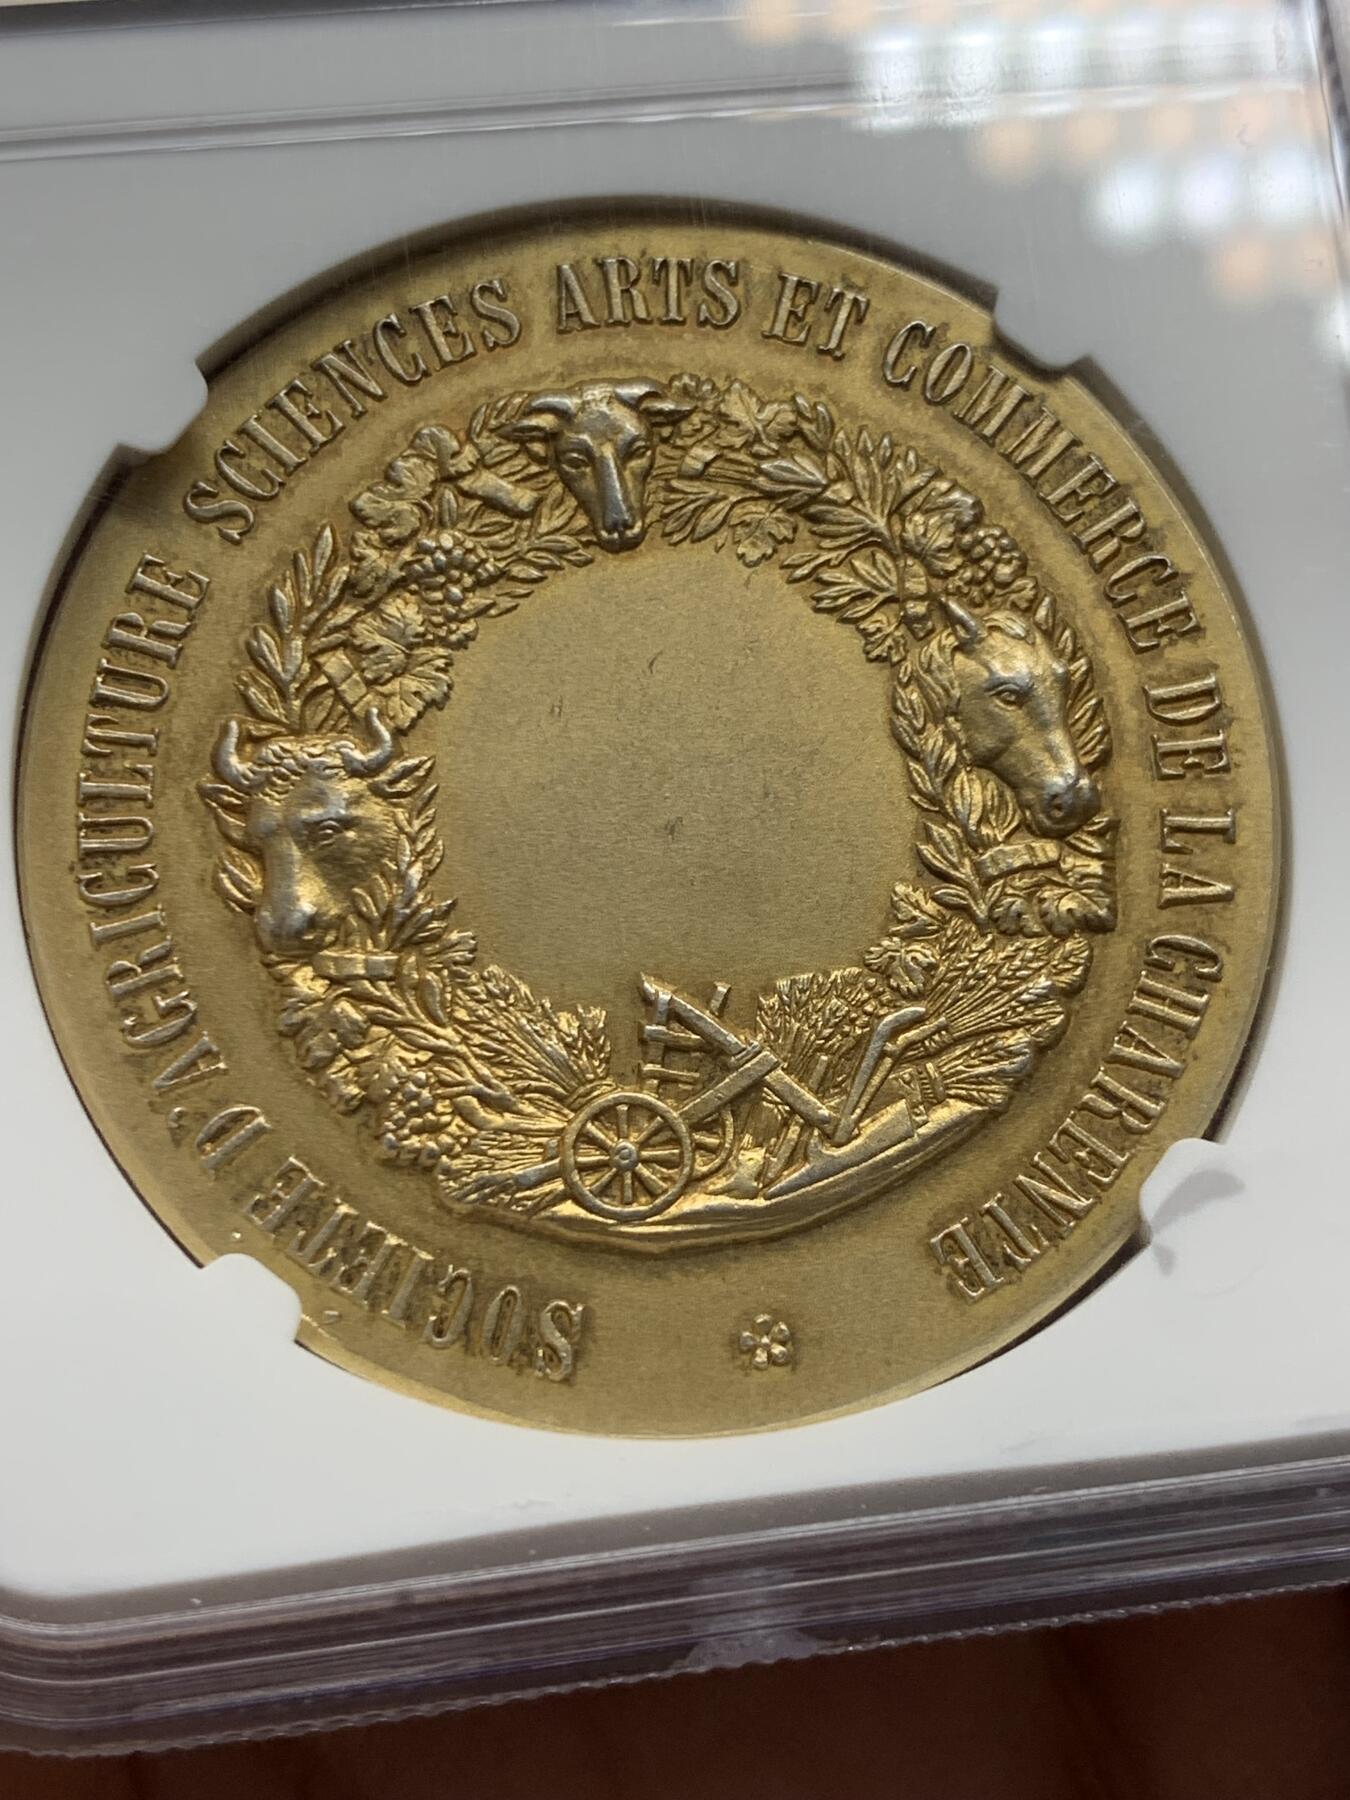 SOCIETE D'AGRICULTURE SCIENCES ARTS ET COMMERCE DE LA CHARENTE